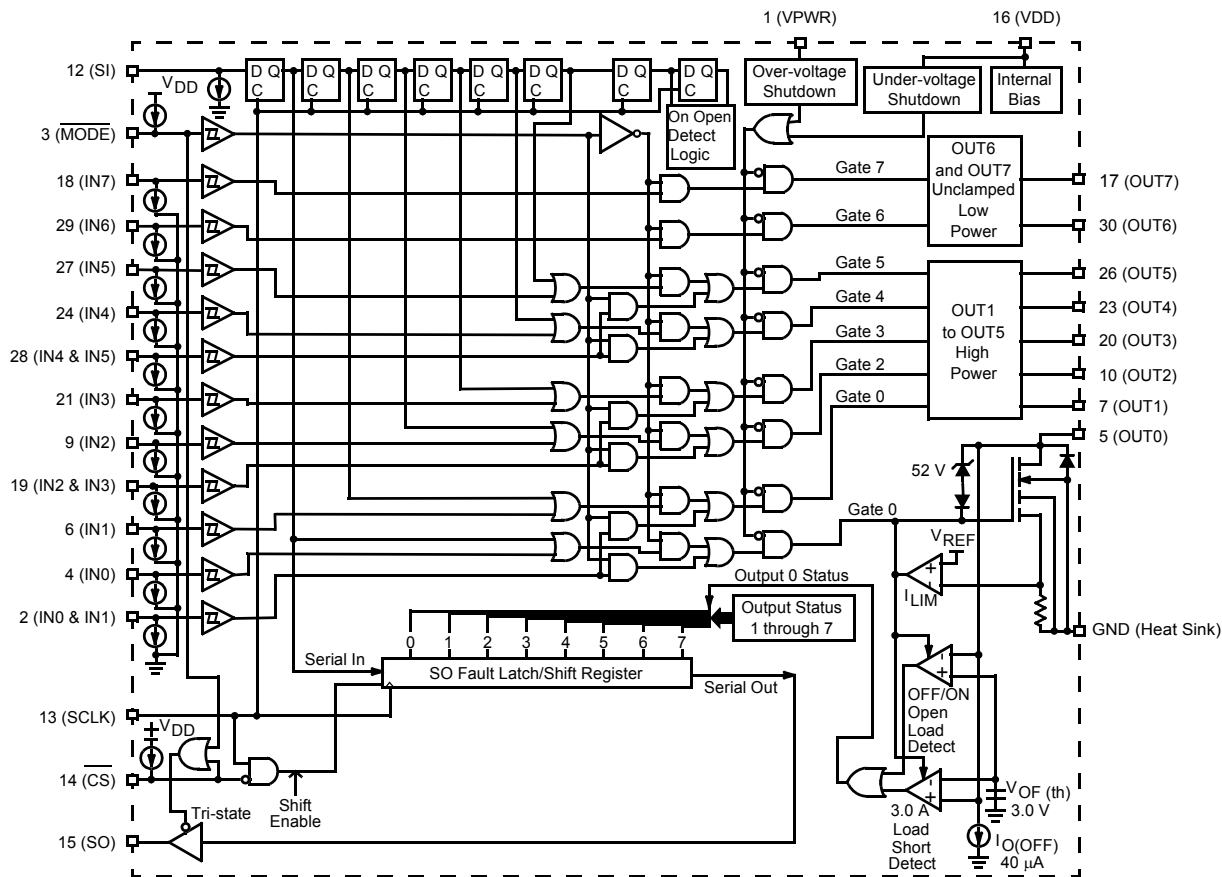 1 (VPWR)
16 (VDD)
12 (SI)
D Q
C
D Q
C
D Q
C
D Q
C
D Q
C
D Q
C
D Q
C
D Q
C
Over-voltage
Shutdown
Under-voltage
Shutdown
Internal
Bias
VDD
3 (MODE)
On Open
Detect
Logic
18 (IN7)
Gate 7
OUT6
and OUT7
Unclamped
Low
Power
17 (OUT7)
29 (IN6)
Gate 6
30 (OUT6)
27 (IN5)
Gate 5
26 (OUT5)
24 (IN4)
Gate 4
OUT1
to OUT5
High
Power
23 (OUT4)
28 (IN4 & IN5)
Gate 3
20 (OUT3)
21 (IN3)
Gate 2
10 (OUT2)
9 (IN2)
Gate 0
7 (OUT1)
5 (OUT0)
19 (IN2 & IN3)
52 V
6 (IN1)
Gate 0
VREF
4 (IN0)
+
-
ILIM
2 (IN0 & IN1)
Output 0 Status
Output Status
1 through 7
GND (Heat Sink)
0 1 2 3 4 5 6 7
Serial In
SO Fault Latch/Shift Register
Serial Out
-
+
OFF/ON
Open
Load
Detect
13 (SCLK)
+VDD
14 (CS)
Shift
Enable
-
+
3.0 A
Load
Short
Detect
VOF (th)
3.0 V
Tri-state
15 (SO)
IO(OFF)
40 μA